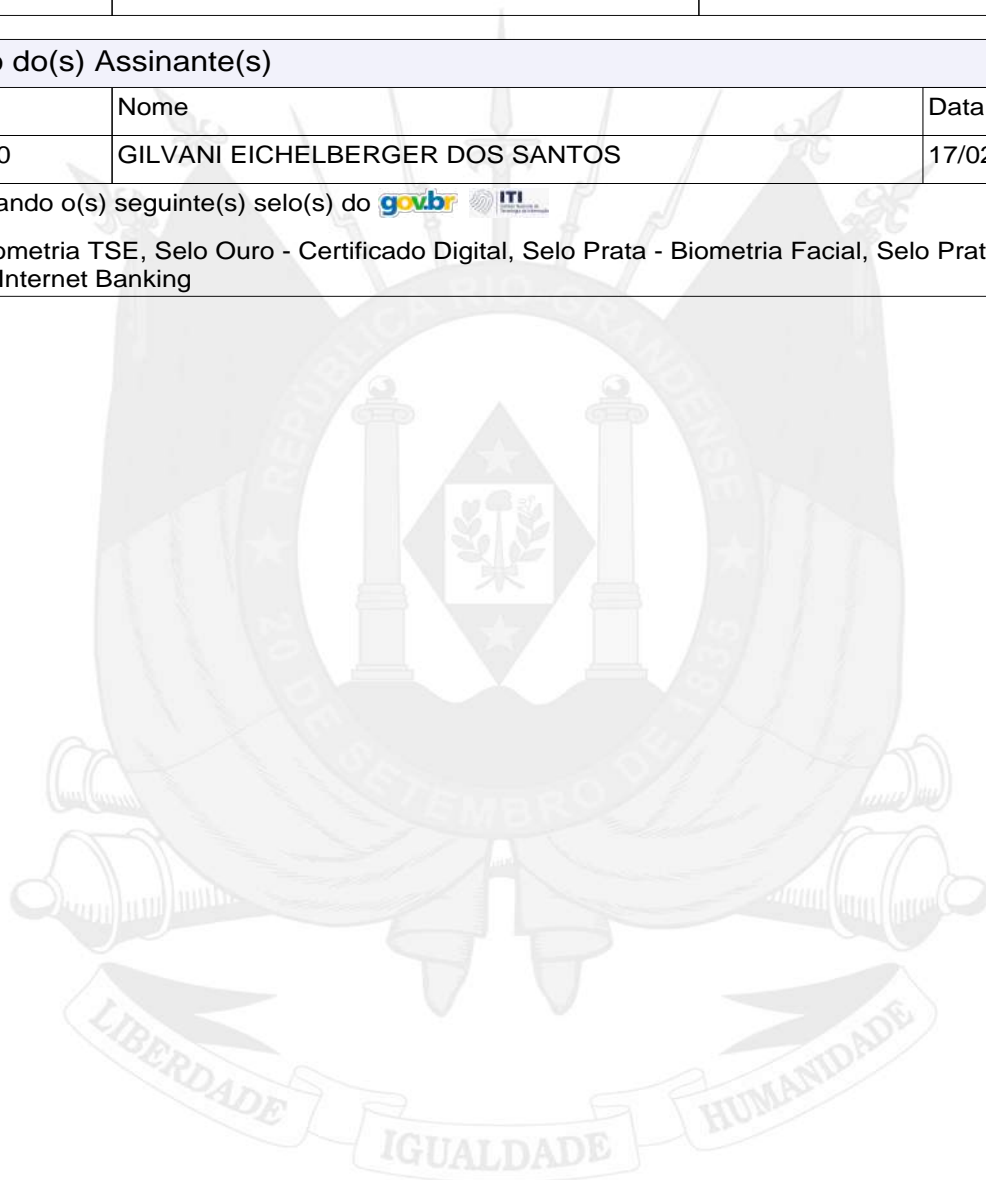 o do(s) Assinante(s)
Nome Data
0 GILVANI EICHELBERGER DOS SANTOS 17/02
ando o(s) seguinte(s) selo(s) do gov.br ITI
ometria TSE, Selo Ouro - Certificado Digital, Selo Prata - Biometria Facial, Selo Prat
Internet Banking
REPÚBLICA RIO GRANDENSE
20 DE SETEMBRO DE 1835
LIBERDADE IGUALDADE HUMANIDADE